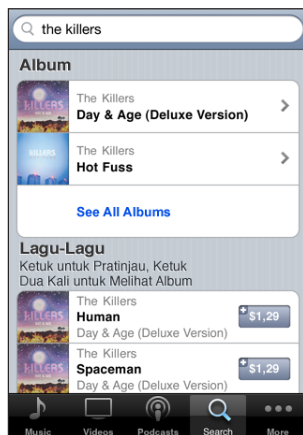 the killers
Album
The Killers
Day & Age (Deluxe Version)
The Killers
Hot Fuss
See All Albums
Lagu-Lagu
Ketuk untuk Pratinjau, Ketuk
Dua Kali untuk Melihat Album
The Killers
Human
Day & Age (Deluxe Version)
$1,29
The Killers
Spaceman
Day & Age (Deluxe Version)
$1,29
Music Videos Podcasts Search More